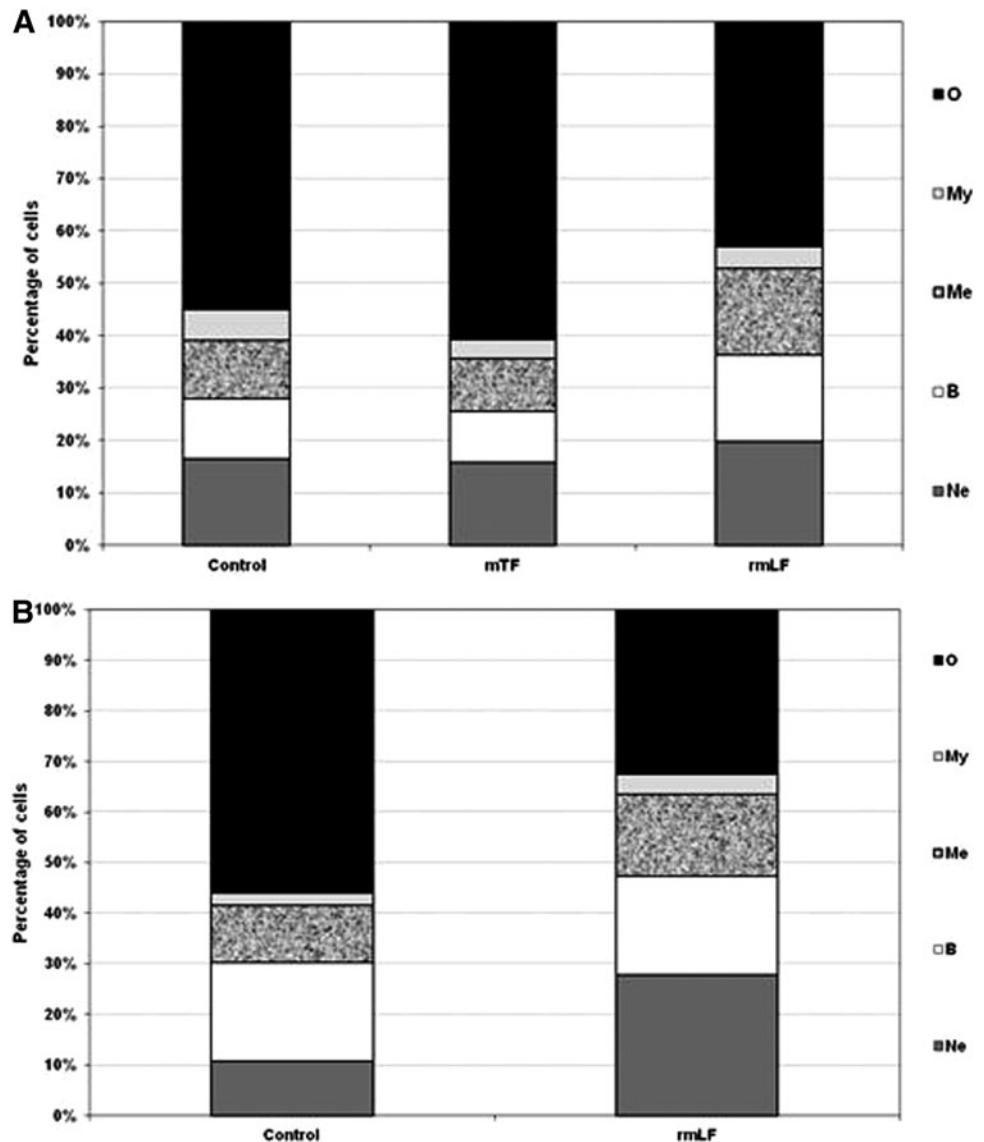 A
100%
90%
80%
70%
60%
50%
40%
30%
20%
10%
0%
Percentage of cells
Control mTF rmLF
O
My
Me
B
Ne
B
100%
90%
80%
70%
60%
50%
40%
30%
20%
10%
0%
Percentage of cells
Control rmLF
O
My
Me
B
Ne